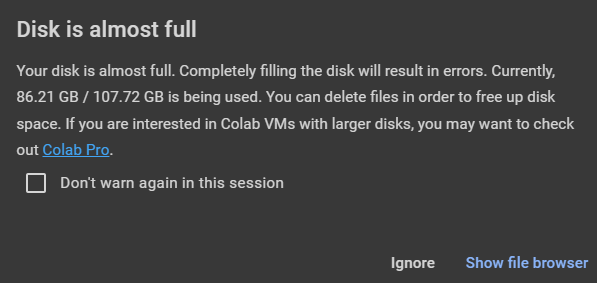 Disk is almost full
Your disk is almost full. Completely filling the disk will result in errors. Currently,
86.21 GB / 107.72 GB is being used. You can delete files in order to free up disk
space. If you are interested in Colab VMs with larger disks, you may want to check
out Colab Pro.
Don't warn again in this session
Ignore Show file browser